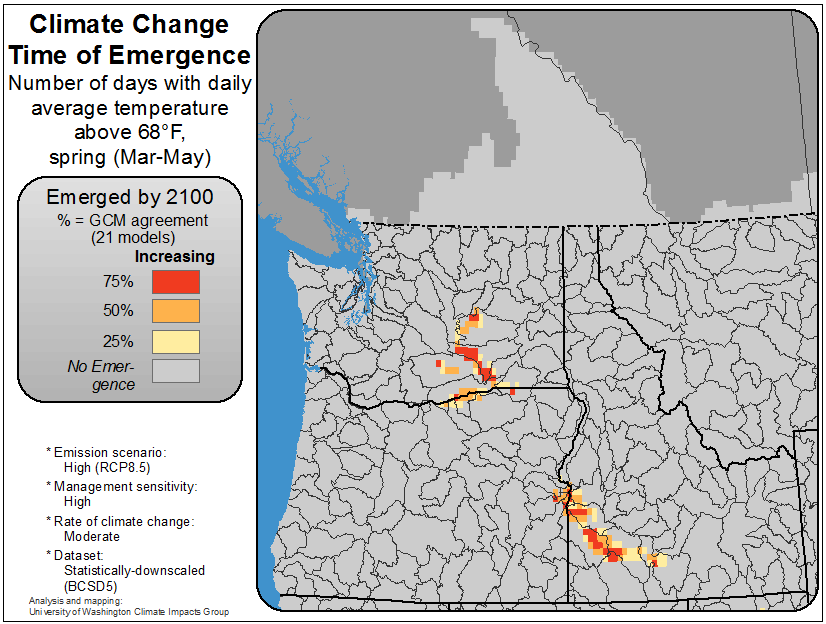 Climate Change
Time of Emergence
Number of days with daily
average temperature
above 68°F,
spring (Mar-May)
Emerged by 2100
% = GCM agreement
(21 models)
Increasing
75%
50%
25%
No Emer-
gence
* Emission scenario:
High (RCP8.5)
* Management sensitivity:
High
* Rate of climate change:
Moderate
* Dataset:
Statistically-downscaled
(BCSD5)
Analysis and mapping:
University of Washington Climate Impacts Group